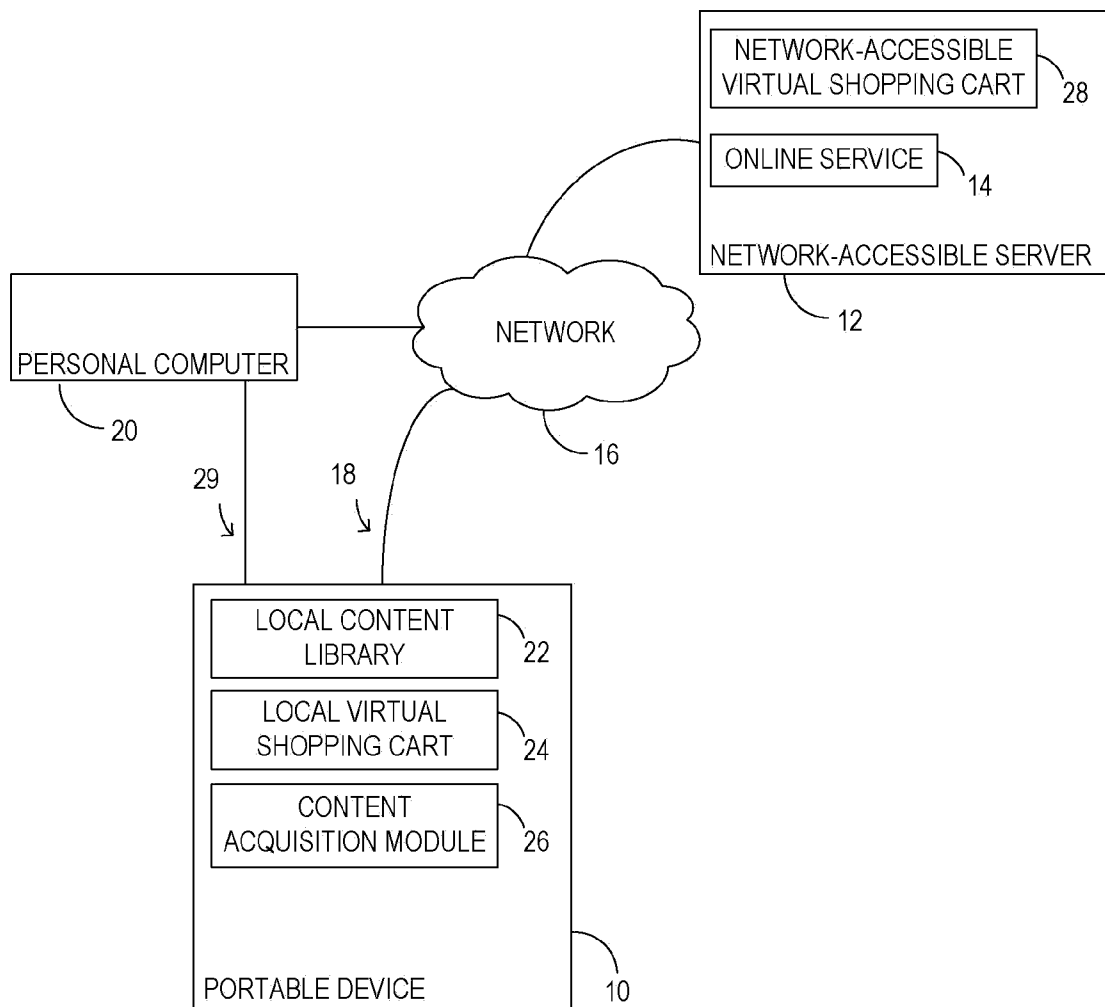 NETWORK-ACCESSIBLE
VIRTUAL SHOPPING CART
28
ONLINE SERVICE
14
NETWORK-ACCESSIBLE SERVER
12
NETWORK
16
PERSONAL COMPUTER
20
29
18
LOCAL CONTENT
LIBRARY
22
LOCAL VIRTUAL
SHOPPING CART
24
CONTENT
ACQUISITION MODULE
26
PORTABLE DEVICE
10